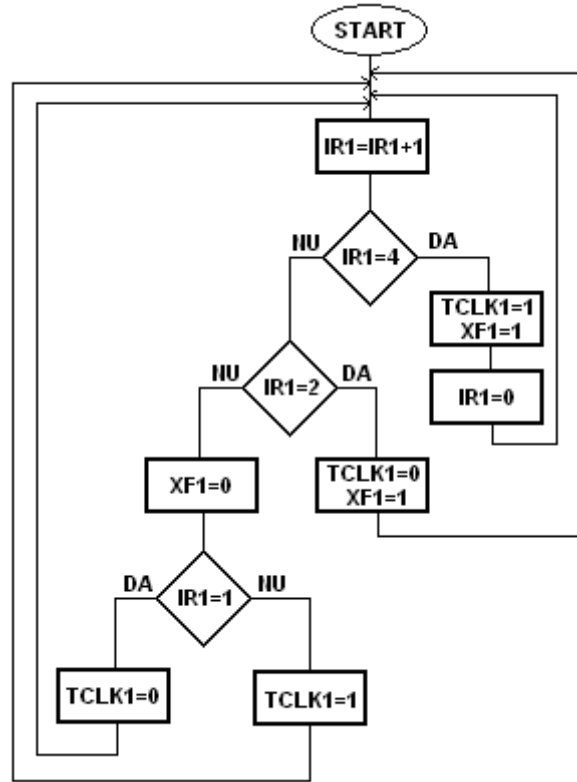 START
IR1=IR1+1
NU
DA
IR1=4
TCLK1=1
XF1=1
IR1=0
NU
DA
IR1=2
XF1=0
TCLK1=0
XF1=1
DA
NU
IR1=1
TCLK1=0
TCLK1=1